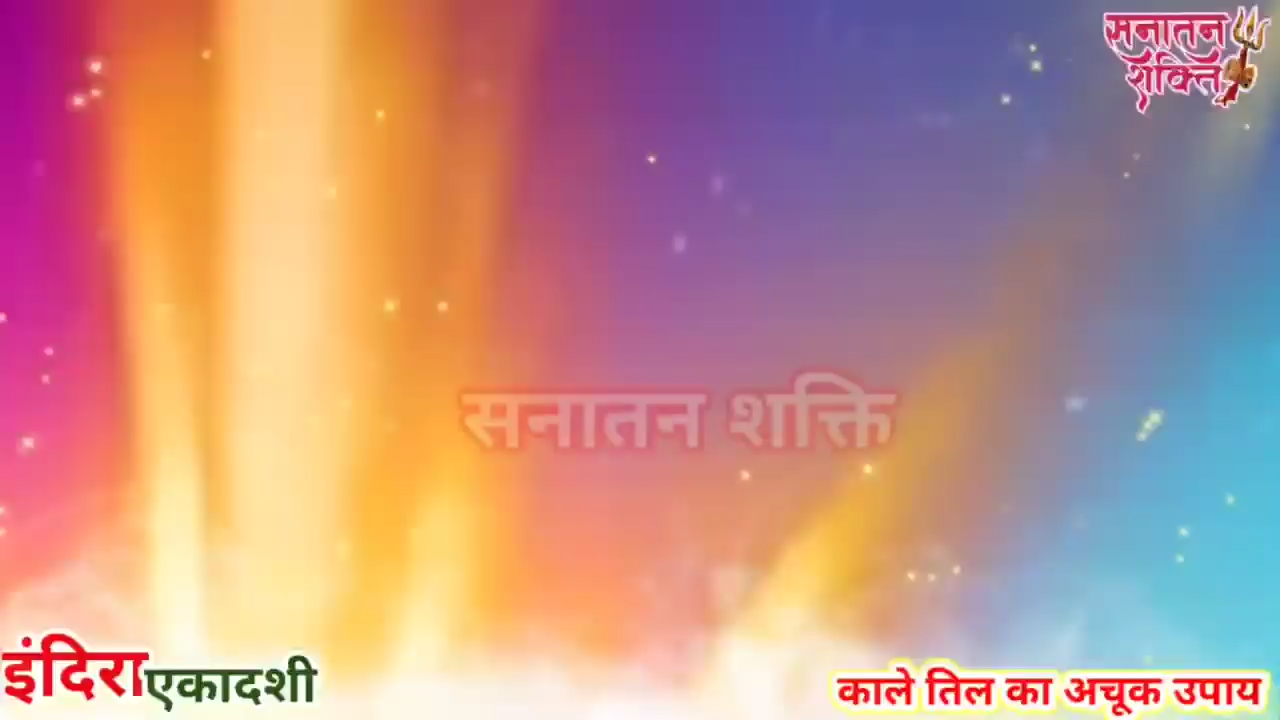 सनातन
शक्ति
सनातन शक्ति
इंदिरा एकादशी
काले तिल का अचूक उपाय